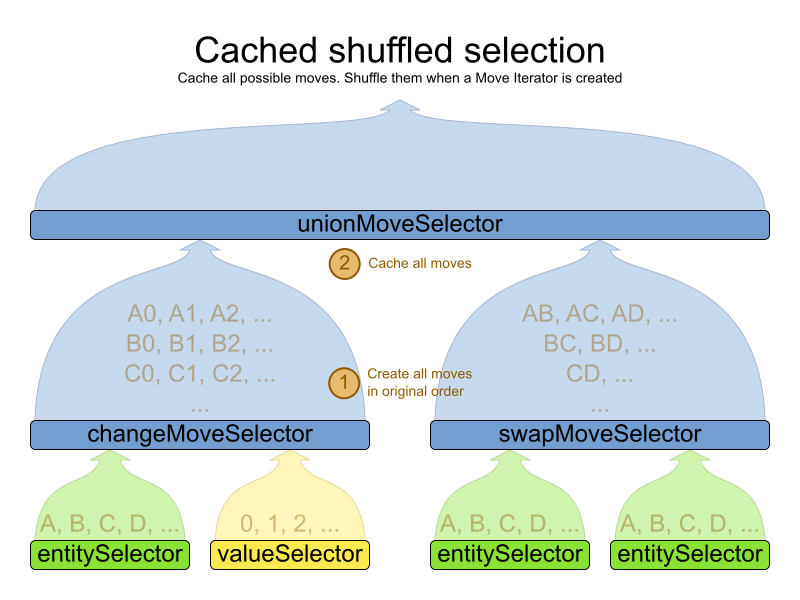 Cached shuffled selection
Cache all possible moves. Shuffle them when a Move Iterator is created
unionMoveSelector
2 Cache all moves
A0, A1, A2, ...
B0, B1, B2, ...
C0, C1, C2, ...
...
AB, AC, AD, ...
BC, BD, ...
CD, ...
...
1 Create all moves
in original order
changeMoveSelector
swapMoveSelector
A, B, C, D, ...
0, 1, 2, ...
A, B, C, D, ...
A, B, C, D, ...
entitySelector
valueSelector
entitySelector
entitySelector